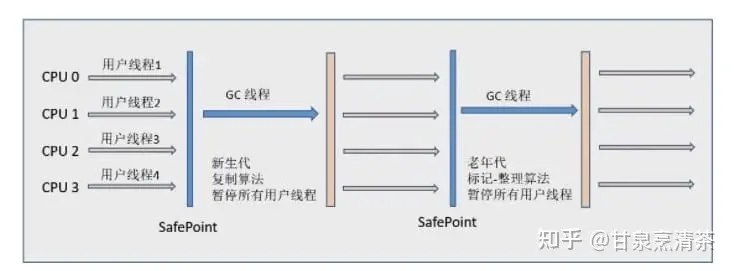 CPU 0
用户线程1
CPU 1
用户线程2
CPU 2
用户线程3
CPU 3
用户线程4
GC 线程
新生代
复制算法
暂停所有用户线程
SafePoint
GC 线程
老年代
标记-整理算法
暂停所有用户线程
SafePoint
知乎 @甘泉烹清茶